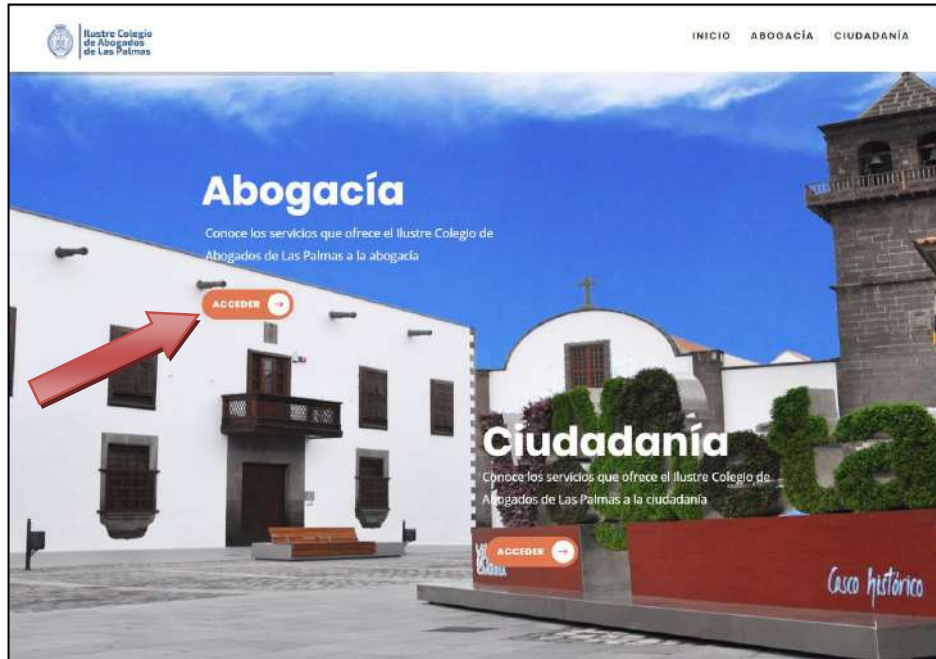 Ilustre Colegio
de Abogados
de Las Palmas
INICIO ABOGACÍA CIUDADANÍA
Abogacía
Conoce los servicios que ofrece el Ilustre Colegio de
Abogados de Las Palmas a la abogacía
ACCEDER
Ciudadanía
Conoce los servicios que ofrece el Ilustre Colegio de
Abogados de Las Palmas a la ciudadanía
ACCEDER
Casco histórico